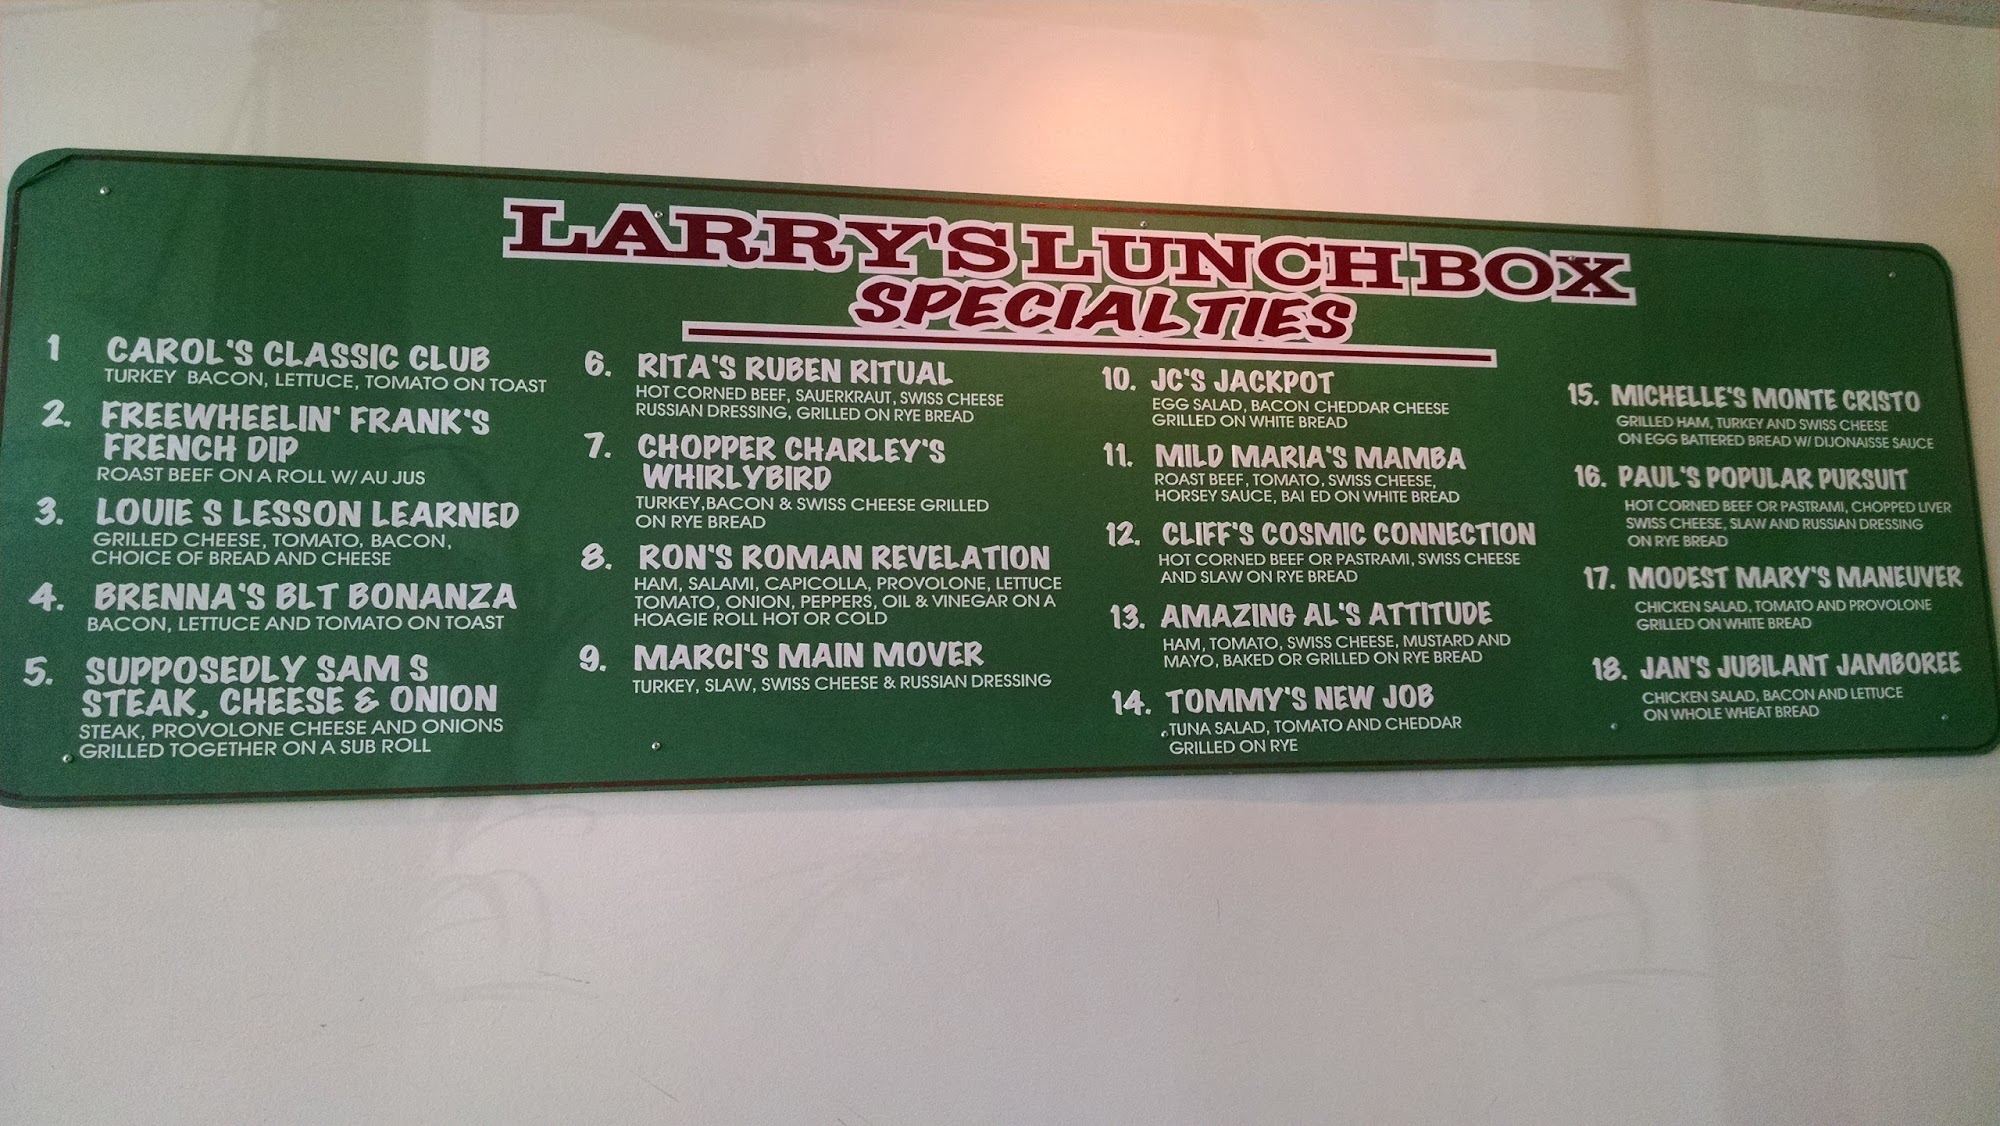 LARRY'S LUNCHBOX
SPECIALTIES
1 CAROL'S CLASSIC CLUB
TURKEY BACON, LETTUCE, TOMATO ON TOAST
2. FREEWHEELIN' FRANK'S
FRENCH DIP
ROAST BEEF ON A ROLL W/ AU JUS
3. LOUIE S LESSON LEARNED
GRILLED CHEESE, TOMATO, BACON,
CHOICE OF BREAD AND CHEESE
4. BRENNA'S BLT BONANZA
BACON, LETTUCE AND TOMATO ON TOAST
5. SUPPOSEDLY SAM S
STEAK, CHEESE & ONION
STEAK, PROVOLONE CHEESE AND ONIONS
GRILLED TOGETHER ON A SUB ROLL
6. RITA'S RUBEN RITUAL
HOT CORNED BEEF, SAUERKRAUT, SWISS CHEESE
RUSSIAN DRESSING, GRILLED ON RYE BREAD
7. CHOPPER CHARLEY'S
WHIRLYBIRD
TURKEY,BACON & SWISS CHEESE GRILLED
ON RYE BREAD
8. RON'S ROMAN REVELATION
HAM, SALAMI, CAPICOLLA, PROVOLONE, LETTUCE
TOMATO, ONION, PEPPERS, OIL & VINEGAR ON A
HOAGIE ROLL HOT OR COLD
9. MARCI'S MAIN MOVER
TURKEY, SLAW, SWISS CHEESE & RUSSIAN DRESSING
10. JC'S JACKPOT
EGG SALAD, BACON CHEDDAR CHEESE
GRILLED ON WHITE BREAD
11. MILD MARIA'S MAMBA
ROAST BEEF, TOMATO, SWISS CHEESE,
HORSEY SAUCE, BAI ED ON WHITE BREAD
12. CLIFF'S COSMIC CONNECTION
HOT CORNED BEEF OR PASTRAMI, SWISS CHEESE
AND SLAW ON RYE BREAD
13. AMAZING AL'S ATTITUDE
HAM, TOMATO, SWISS CHEESE, MUSTARD AND
MAYO, BAKED OR GRILLED ON RYE BREAD
14. TOMMY'S NEW JOB
TUNA SALAD, TOMATO AND CHEDDAR
GRILLED ON RYE
15. MICHELLE'S MONTE CRISTO
GRILLED HAM, TURKEY AND SWISS CHEESE
ON EGG BATTERED BREAD W/ DIJONAISSE SAUCE
16. PAUL'S POPULAR PURSUIT
HOT CORNED BEEF OR PASTRAMI, CHOPPED LIVER
SWISS CHEESE, SLAW AND RUSSIAN DRESSING
ON RYE BREAD
17. MODEST MARY'S MANEUVER
CHICKEN SALAD, TOMATO AND PROVOLONE
GRILLED ON WHITE BREAD
18. JAN'S JUBILANT JAMBOREE
CHICKEN SALAD, BACON AND LETTUCE
ON WHOLE WHEAT BREAD